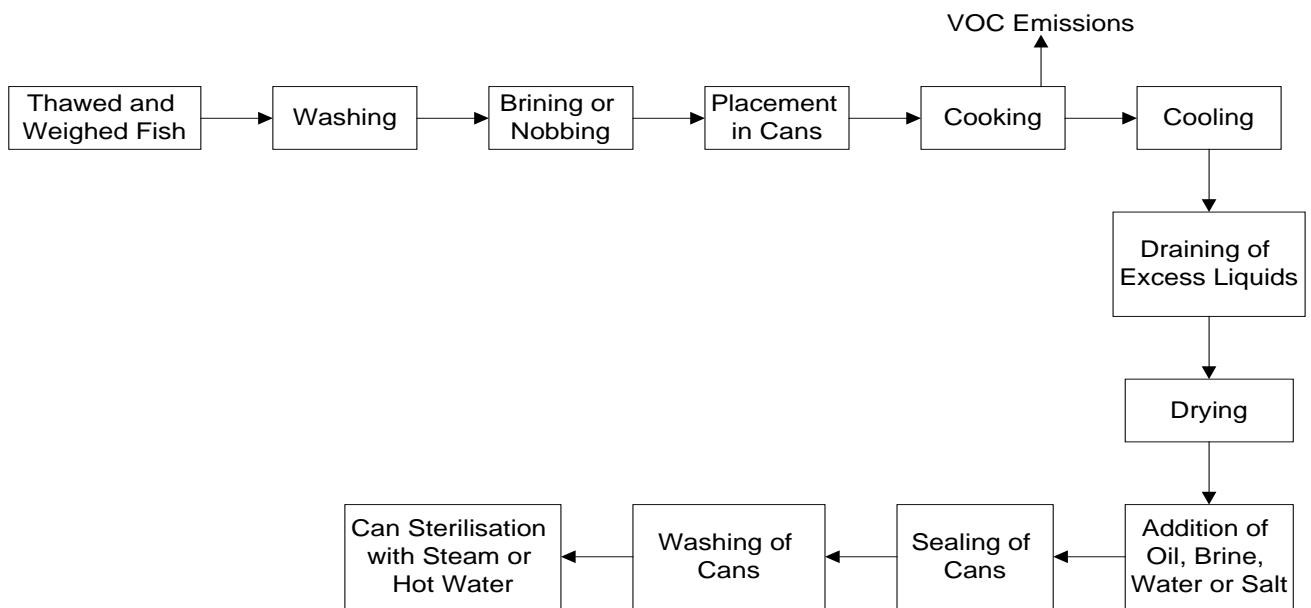 VOC Emissions
Thawed and
Weighed Fish
Washing
Brining or
Nobbing
Placement
in Cans
Cooking
Cooling
Draining of
Excess Liquids
Drying
Addition of
Oil, Brine,
Water or Salt
Sealing of
Cans
Washing of
Cans
Can Sterilisation
with Steam or
Hot Water